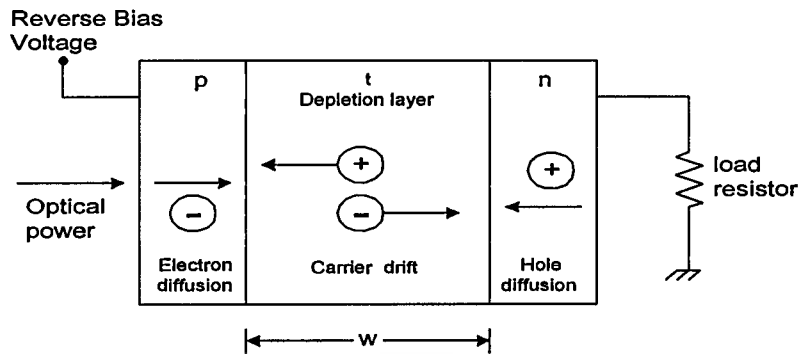 Reverse Bias
Voltage
p
t
n
Depletion layer
+
+
load
resistor
Optical
power
−
−
Electron
diffusion
Carrier drift
Hole
diffusion
w